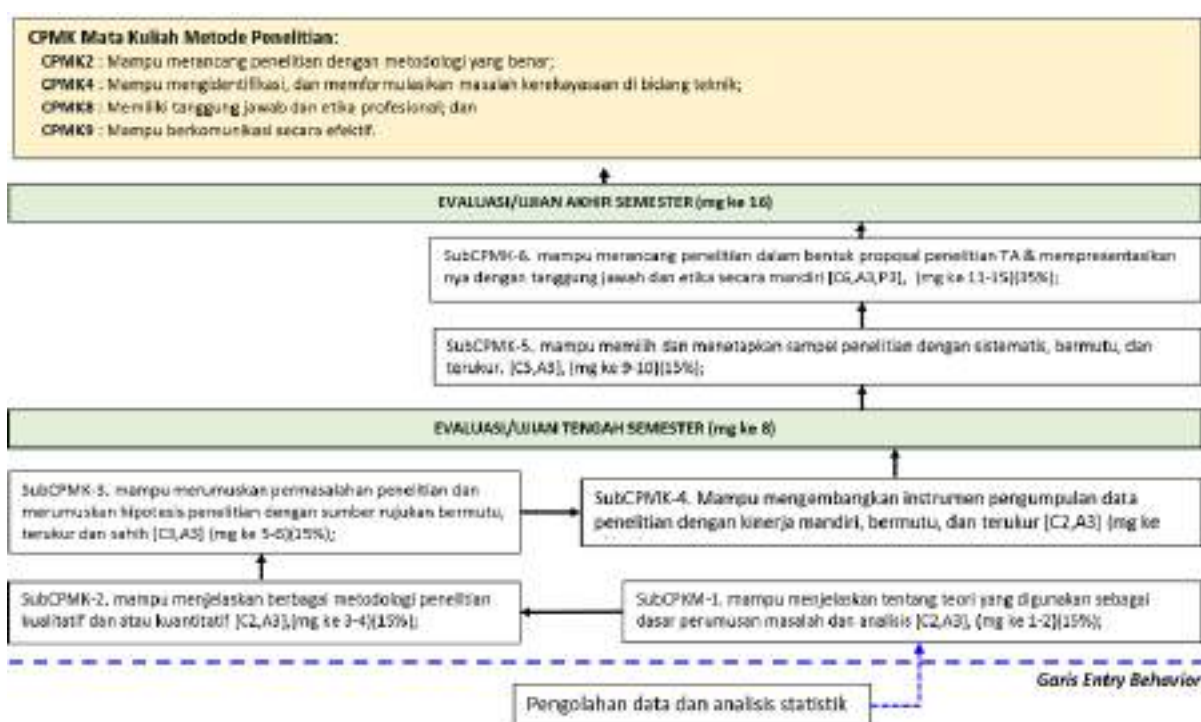 CPMK Mata Kuliah Metode Penelitian:
CPMK2 : Mampu merancang penelitian dengan metodologi yang benar;
CPMK4 : Mampu mengidentifikasi, dan memformulasikan masalah kerekayasaan di bidang teknik;
CPMK8 : Memiliki tanggung jawab dan etika profesional; dan
CPMK9 : Mampu berkomunikasi secara efektif.
EVALUASI/UJIAN AKHIR SEMESTER (mg ke 16)
SubCPMK-6. mampu merancang penelitian dalam bentuk proposal penelitian TA & mempresentasikan
nya dengan tanggung jawab dan etika secara mandiri [C6,A3,P3], (mg ke 11-15)(35%);
SubCPMK-5. mampu memilih dan menetapkan sampel penelitian dengan sistematis, bermutu, dan
terukur. [C5,A3], (mg ke 9-10)(15%);
EVALUASI/UJIAN TENGAH SEMESTER (mg ke 8)
SubCPMK-3. mampu merumuskan permasalahan penelitian dan
merumuskan hipotesis penelitian dengan sumber rujukan bermutu,
terukur dan sahih [C3,A3] (mg ke 5-6)(15%);
SubCPMK-4. Mampu mengembangkan instrumen pengumpulan data
penelitian dengan kinerja mandiri, bermutu, dan terukur [C2,A3] (mg ke
SubCPMK-2. mampu menjelaskan berbagai metodologi penelitian
kualitatif dan atau kuantitatif [C2,A3],(mg ke 3-4)(15%);
SubCPKM-1. mampu menjelaskan tentang teori yang digunakan sebagai
dasar perumusan masalah dan analisis [C2,A3], (mg ke 1-2)(15%);
Garis Entry Behavior
Pengolahan data dan analisis statistik